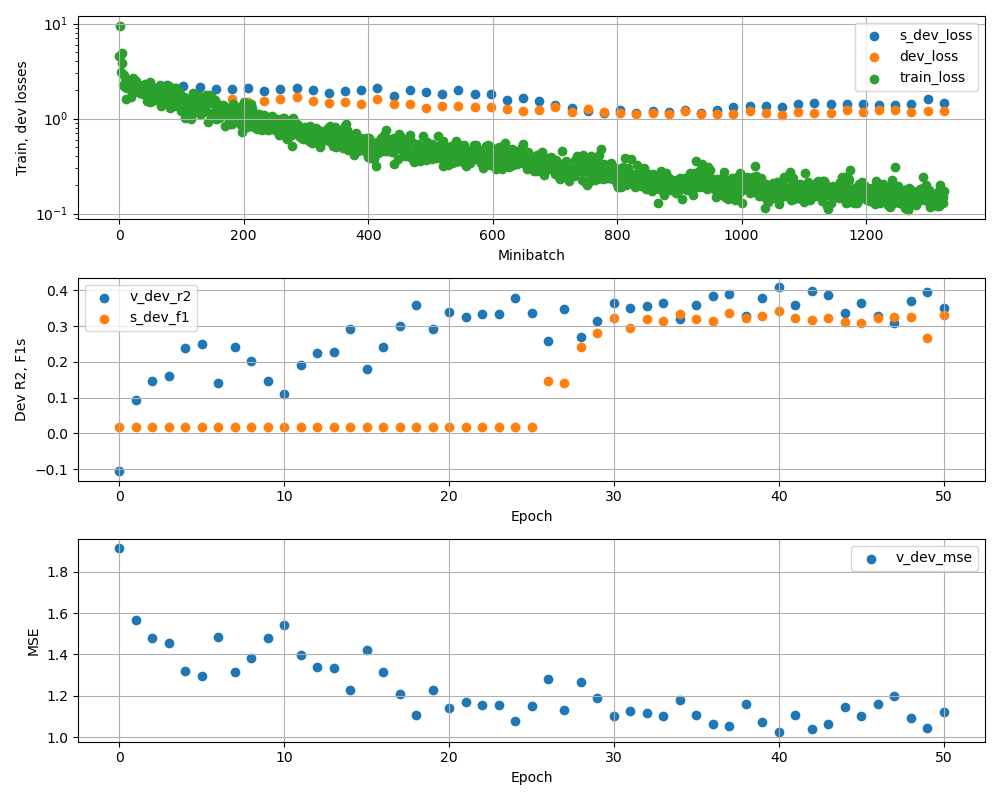 10¹
10⁰
10⁻¹
Train, dev losses
s_dev_loss
dev_loss
train_loss
0 200 400 600 800 1000 1200
Minibatch
0.4
0.3
0.2
0.1
0.0
−0.1
Dev R2, F1s
v_dev_r2
s_dev_f1
0 10 20 30 40 50
Epoch
1.8
1.6
1.4
1.2
1.0
MSE
v_dev_mse
0 10 20 30 40 50
Epoch